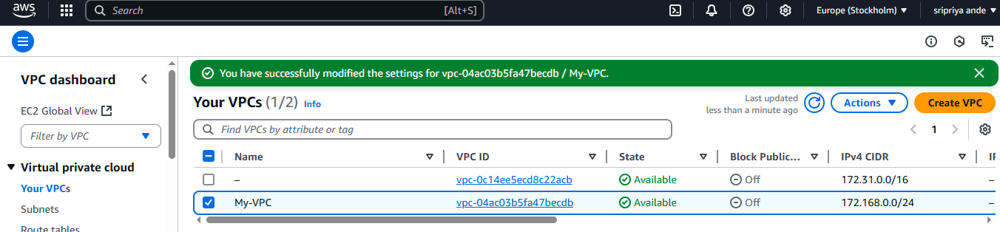 aws
Search [Alt+S] Europe (Stockholm) sripriya ande
VPC dashboard
EC2 Global View
Filter by VPC
Virtual private cloud
Your VPCs
Subnets
Route tables
You have successfully modified the settings for vpc-04ac03b5fa47becdb / My-VPC.
Your VPCs (1/2) Info
Last updated
less than a minute ago
Actions
Create VPC
Find VPCs by attribute or tag
1
Name VPC ID State Block Public... IPv4 CIDR
– vpc-0c14ee5ecd8c22acb Available Off 172.31.0.0/16 –
My-VPC vpc-04ac03b5fa47becdb Available Off 172.168.0.0/24 –